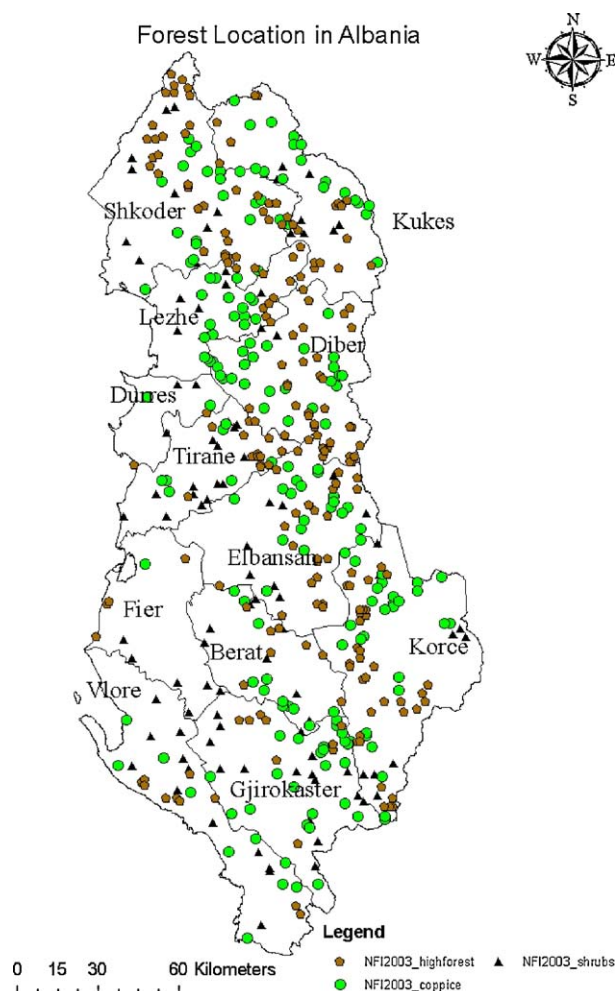 Forest Location in Albania
N
W E
S
Shkoder
Kukes
Lezhe
Diber
Durres
Tirane
Elbansan
Fier
Berat
Korce
Vlore
Gjirokaster
Legend
NFI2003_highforest NFI2003_shrubs
NFI2003_coppice
0 15 30 60 Kilometers